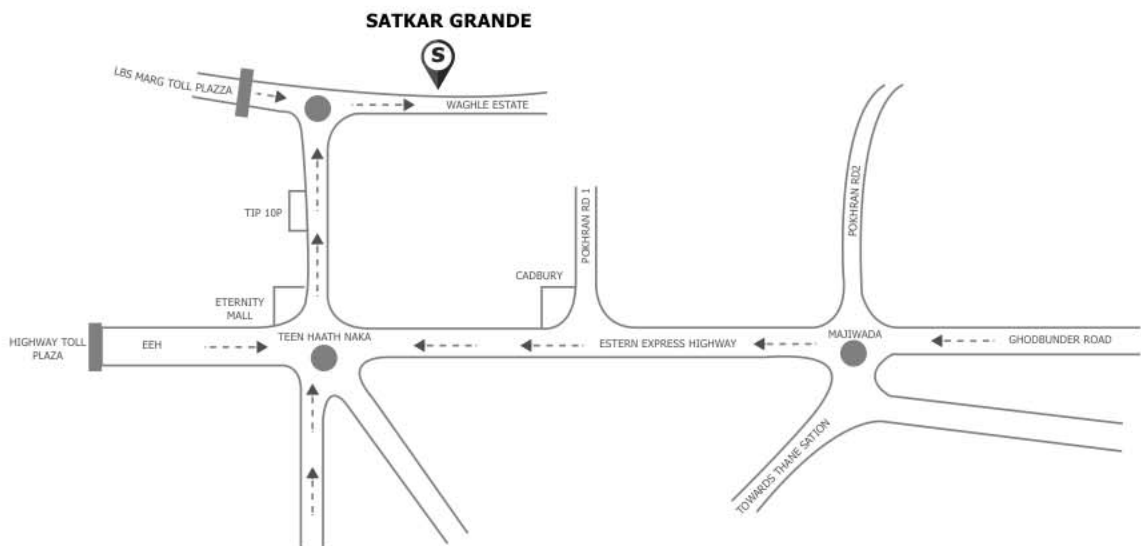 SATKAR GRANDE
S
LBS MARG TOLL PLAZZA
WAGHLE ESTATE
TIP 10P
POKHRAN RD 1
POKHRAN RD2
CADBURY
ETERNITY
MALL
HIGHWAY TOLL
PLAZA
EEH
TEEN HAATH NAKA
ESTERN EXPRESS HIGHWAY
MAJIWADA
GHODBUNDER ROAD
TOWARDS THANE SATION